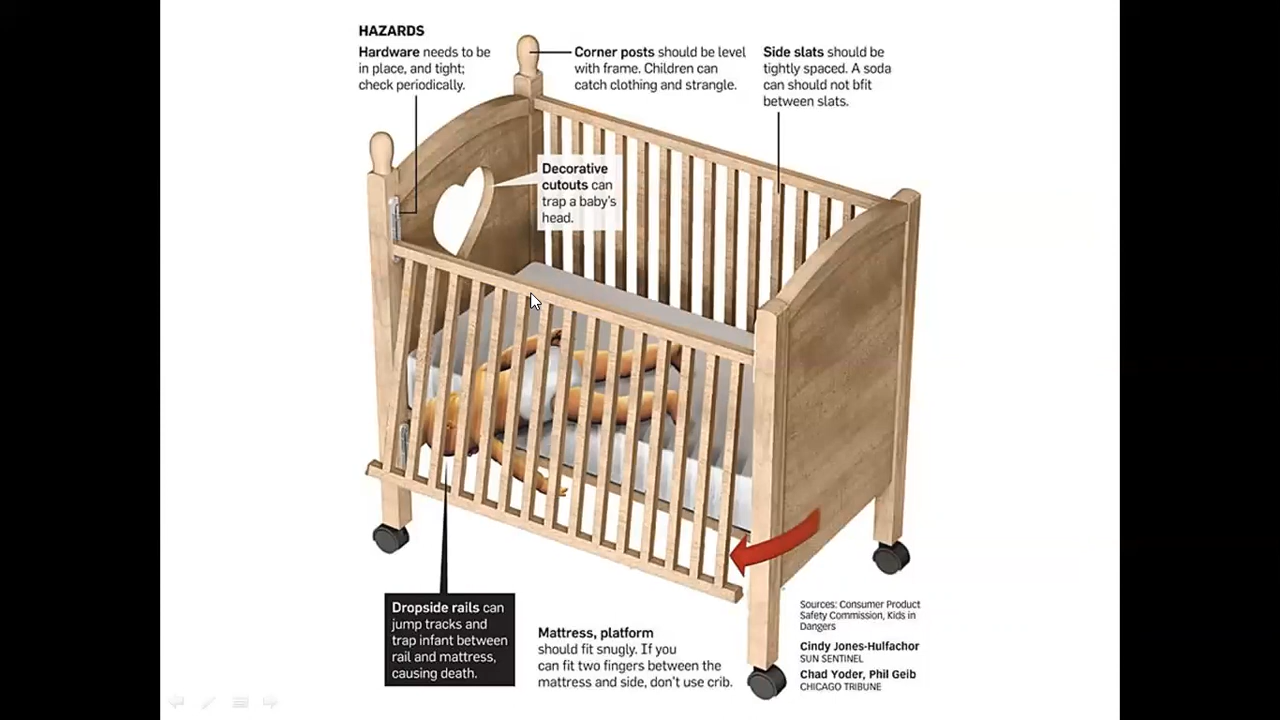 HAZARDS
Hardware needs to be
in place, and tight;
check periodically.
Corner posts should be level
with frame. Children can
catch clothing and strangle.
Side slats should be
tightly spaced. A soda
can should not bfit
between slats.
Decorative
cutouts can
trap a baby's
head.
Dropside rails can
jump tracks and
trap infant between
rail and mattress,
causing death.
Mattress, platform
should fit snugly. If you
can fit two fingers between the
mattress and side, don't use crib.
Sources: Consumer Product
Safety Commission, Kids in
Dangers
Cindy Jones-Hulfachor
SUN SENTINEL
Chad Yoder, Phil Geib
CHICAGO TRIBUNE